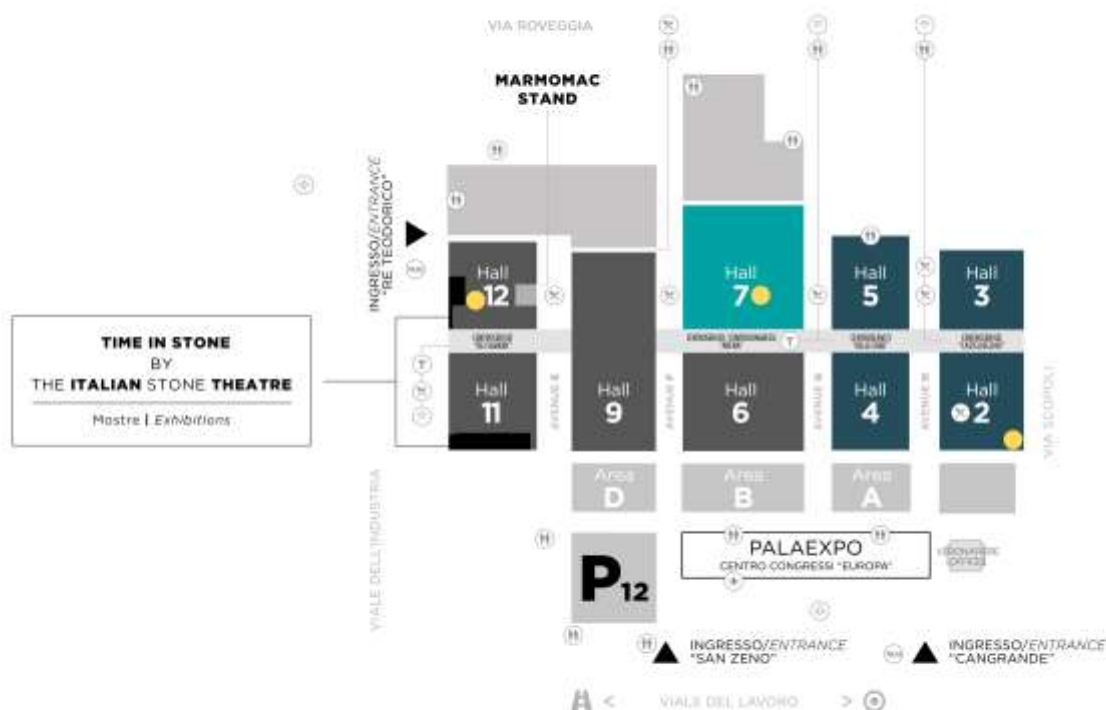 VIA ROVEGGIA
MARMOMAC
STAND
INGRESSO/ENTRANCE
"RE TEODORICO"
Hall
12
Hall
7
Hall
5
Hall
3
TIME IN STONE
BY
THE ITALIAN STONE THEATRE
Mostre | Exhibitions
Hall
11
AVENUE E
Hall
9
AVENUE F
Hall
6
AVENUE G
Hall
4
AVENUE H
Hall
2
VIA SCOPOLI
VIALE DELL'INDUSTRIA
Area
D
Area
B
Area
A
P12
PALAEXPO
CENTRO CONGRESSI "EUROPA"
INGRESSO/ENTRANCE
"SAN ZENO"
INGRESSO/ENTRANCE
"CANGRANDE"
< VIALE DEL LAVORO >